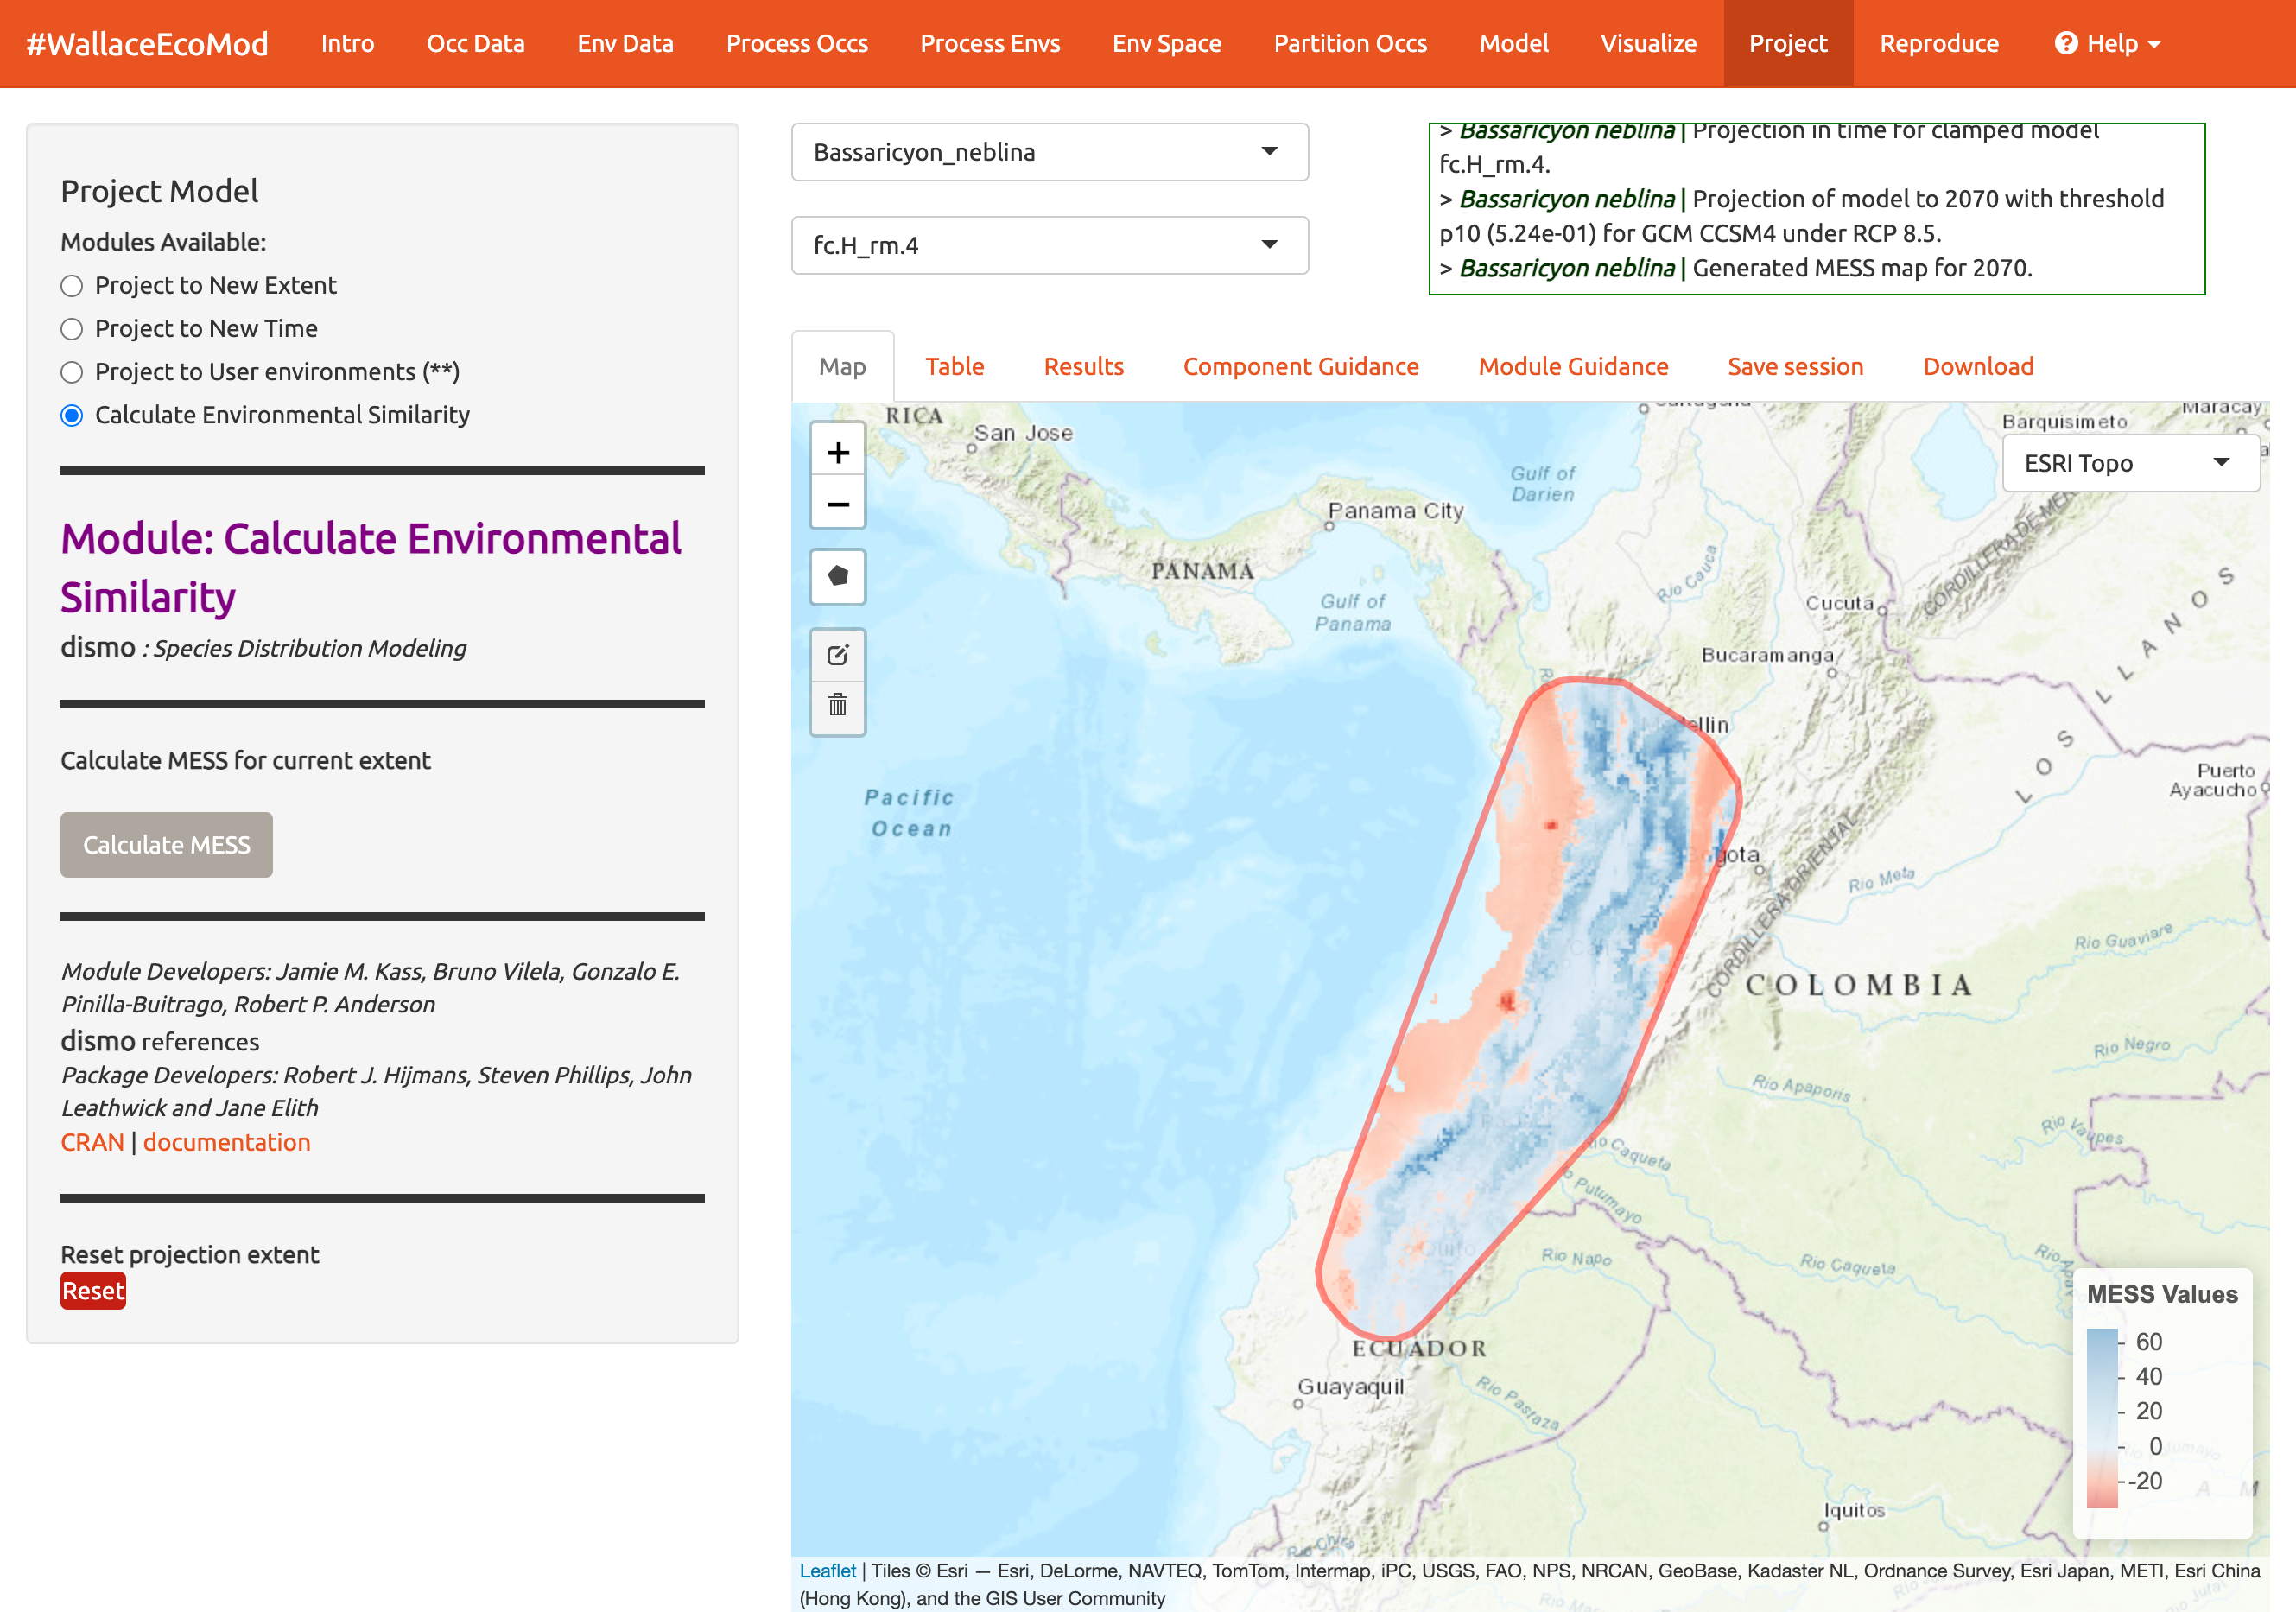 #WallaceEcoMod Intro Occ Data Env Data Process Occs Process Envs Env Space Partition Occs Model Visualize Project Reproduce Help
Project Model
Modules Available:
Project to New Extent
Project to New Time
Project to User environments (**)
Calculate Environmental Similarity
Module: Calculate Environmental
Similarity
dismo : Species Distribution Modeling
Calculate MESS for current extent
Calculate MESS
Module Developers: Jamie M. Kass, Bruno Vilela, Gonzalo E.
Pinilla-Buitrago, Robert P. Anderson
dismo references
Package Developers: Robert J. Hijmans, Steven Phillips, John
Leathwick and Jane Elith
CRAN | documentation
Reset projection extent
Reset
Bassaricyon_neblina
fc.H_rm.4
> Bassaricyon neblina | Projection in time for clamped model
fc.H_rm.4.
> Bassaricyon neblina | Projection of model to 2070 with threshold
p10 (5.24e-01) for GCM CCSM4 under RCP 8.5.
> Bassaricyon neblina | Generated MESS map for 2070.
Map Table Results Component Guidance Module Guidance Save session Download
+
−
RICA
San Jose
Cartagena
Maracay
Barquisimeto
ESRI Topo
Gulf of
Darien
Panama City
PANAMÁ
Gulf of
Panama
Rio Cauca
Cucuta
CORDILLERA DE MER
LOS LLANOS
Bucaramanga
Puerto
Ayacucho
Pacific
Ocean
Rio Meta
CORDILLERA ORIENTAL
Rio Guaviare
COLOMBIA
Rio Negro
Rio Apaporis
Rio Vaupes
Rio Caqueta
Putumayo
Quito
Rio Napo
Rio Caqueta
ECUADOR
Guayaquil
Rio Pastaza
Iquitos
MESS Values
60
40
20
0
-20
Leaflet | Tiles © Esri — Esri, DeLorme, NAVTEQ, TomTom, Intermap, iPC, USGS, FAO, NPS, NRCAN, GeoBase, Kadaster NL, Ordnance Survey, Esri Japan, METI, Esri China
(Hong Kong), and the GIS User Community